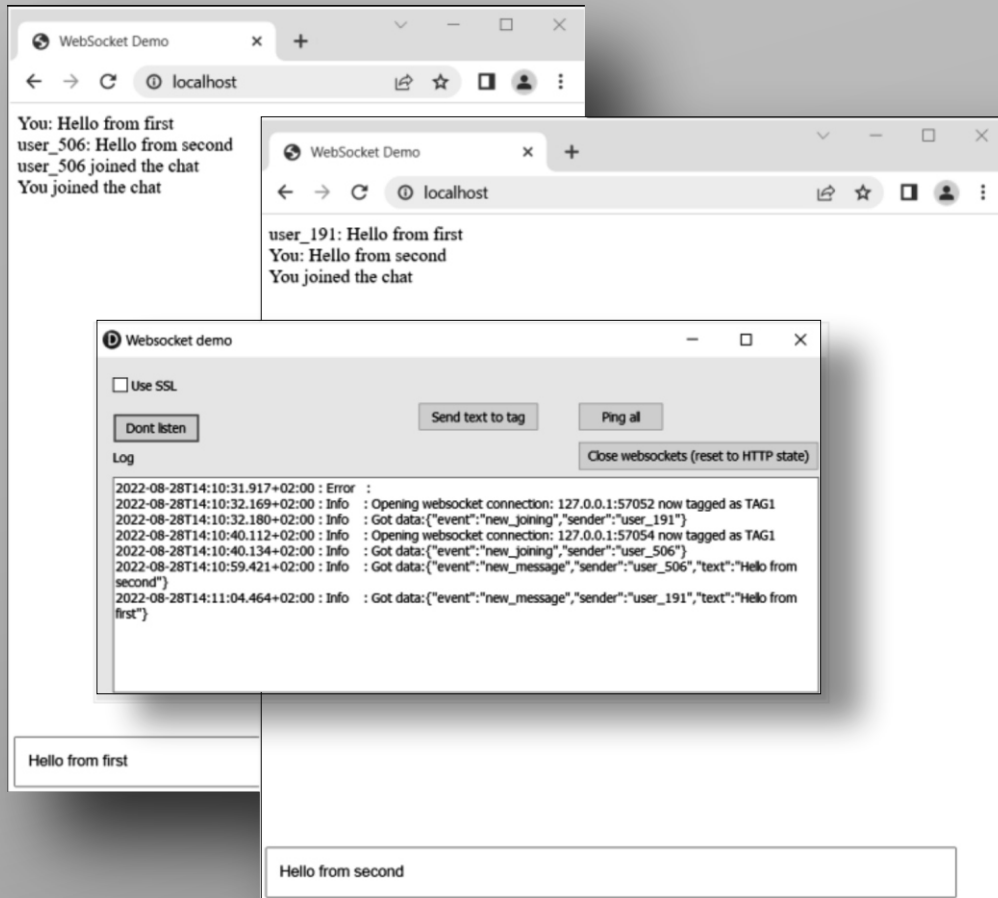 WebSocket Demo
localhost
You: Hello from first
user_506: Hello from second
user_506 joined the chat
You joined the chat
Hello from first
WebSocket Demo
localhost
user_191: Hello from first
You: Hello from second
You joined the chat
Websocket demo
Use SSL
Dont listen
Send text to tag
Ping all
Close websockets (reset to HTTP state)
Log
2022-08-28T14:10:31.917+02:00 : Error :
2022-08-28T14:10:32.169+02:00 : Info : Opening websocket connection: 127.0.0.1:57052 now tagged as TAG1
2022-08-28T14:10:32.180+02:00 : Info : Got data:{"event":"new_joining","sender":"user_191"}
2022-08-28T14:10:40.112+02:00 : Info : Opening websocket connection: 127.0.0.1:57054 now tagged as TAG1
2022-08-28T14:10:40.134+02:00 : Info : Got data:{"event":"new_joining","sender":"user_506"}
2022-08-28T14:10:59.421+02:00 : Info : Got data:{"event":"new_message","sender":"user_506","text":"Hello from
second"}
2022-08-28T14:11:04.464+02:00 : Info : Got data:{"event":"new_message","sender":"user_191","text":"Hello from
first"}
Hello from second